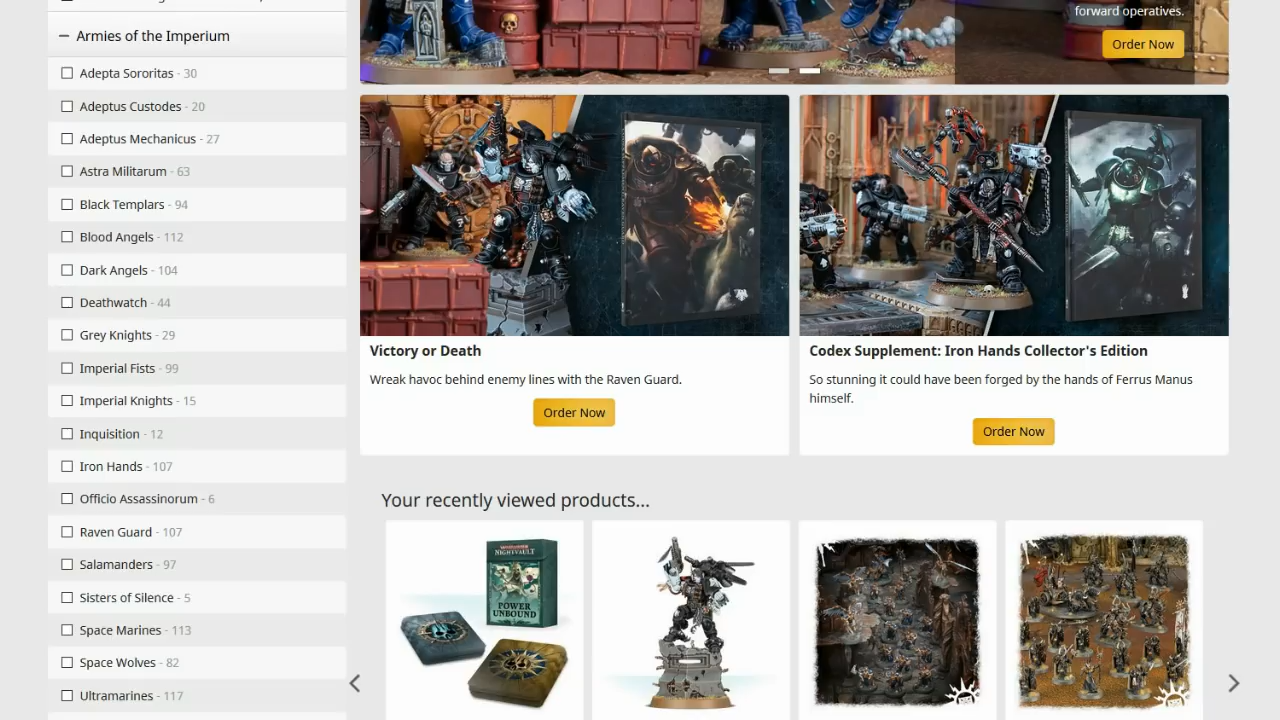 Armies of the Imperium
Adepta Sororitas - 30
Adeptus Custodes - 20
Adeptus Mechanicus - 27
Astra Militarum - 63
Black Templars - 94
Blood Angels - 112
Dark Angels - 104
Deathwatch - 44
Grey Knights - 29
Imperial Fists - 99
Imperial Knights - 15
Inquisition - 12
Iron Hands - 107
Officio Assassinorum - 6
Raven Guard - 107
Salamanders - 97
Sisters of Silence - 5
Space Marines - 113
Space Wolves - 82
Ultramarines - 117
forward operatives.
Order Now
Victory or Death
Wreak havoc behind enemy lines with the Raven Guard.
Order Now
Codex Supplement: Iron Hands Collector's Edition
So stunning it could have been forged by the hands of Ferrus Manus
himself.
Order Now
Your recently viewed products...
NIGHTVAULT
POWER
UNBOUND